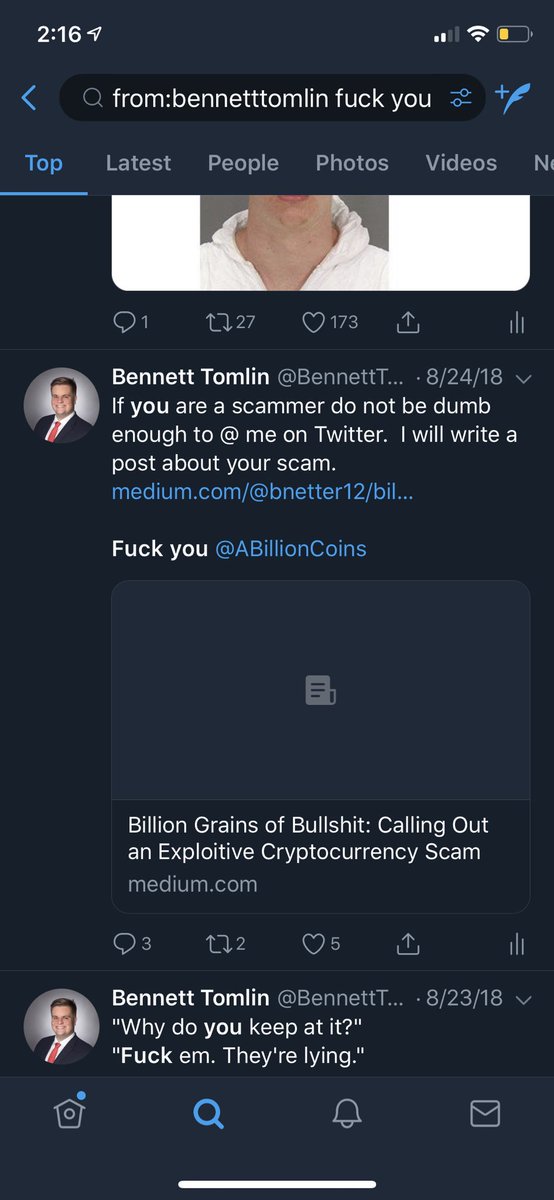 2:16
from:bennetttomlin fuck you
Top Latest People Photos Videos Ne
1 27 173
Bennett Tomlin @BennettT... · 8/24/18
If you are a scammer do not be dumb
enough to @ me on Twitter. I will write a
post about your scam.
medium.com/@bnetter12/bil...
Fuck you @ABillionCoins
Billion Grains of Bullshit: Calling Out
an Exploitive Cryptocurrency Scam
medium.com
3 2 5
Bennett Tomlin @BennettT... · 8/23/18
"Why do you keep at it?"
"Fuck em. They're lying."